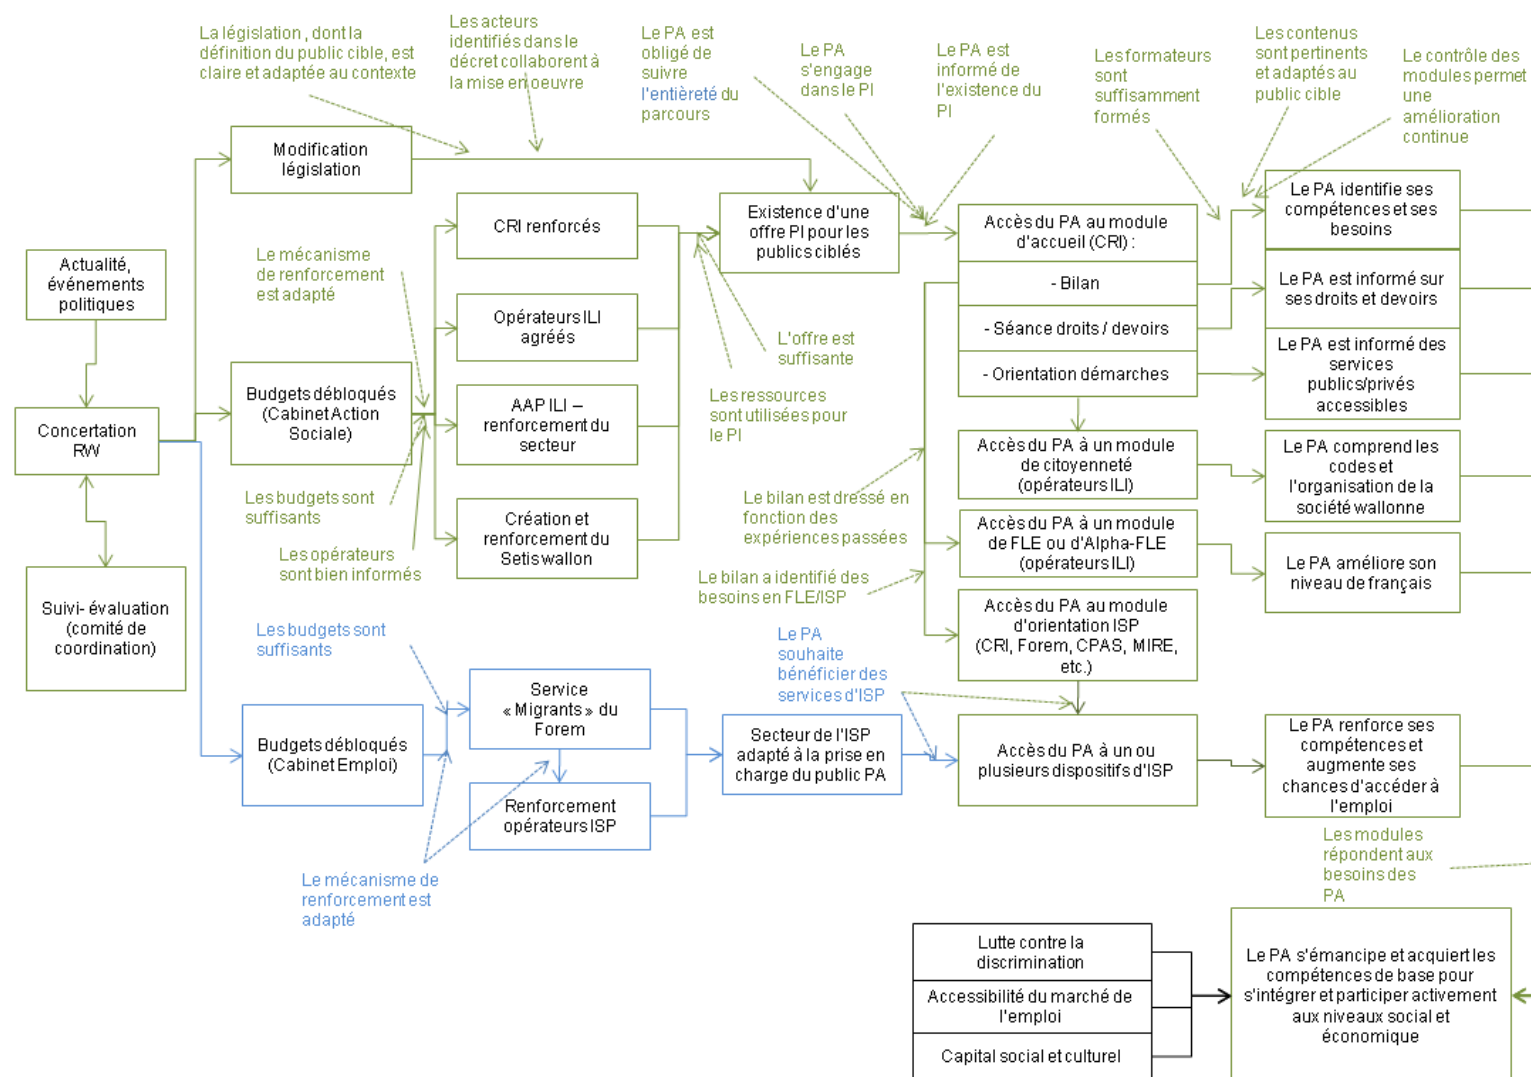 La législation , dont la
définition du public cible, est
claire et adaptée au contexte
Les acteurs
identifiés dans le
décret collaborent à
la mise en oeuvre
Le PA est
obligé de
suivre
l'entièreté du
parcours
Le PA
s'engage
dans le PI
Le PA est
informé de
l'existence du
PI
Les formateurs
sont
suffisamment
formés
Les contenus
sont pertinents
et adaptés au
public cible
Le contrôle des
modules permet
une
amélioration
continue
Modification
législation
Actualité,
événements
politiques
Concertation
RW
Suivi- évaluation
(comité de
coordination)
Budgets débloqués
(Cabinet Action
Sociale)
Le mécanisme
de renforcement
est adapté
Les budgets sont
suffisants
Les opérateurs
sont bien informés
CRI renforcés
Opérateurs ILI
agréés
AAP ILI –
renforcement du
secteur
Création et
renforcement du
Setis wallon
Existence d'une
offre PI pour les
publics ciblés
L'offre est
suffisante
Les ressources
sont utilisées pour
le PI
Accès du PA au module
d'accueil (CRI) :
- Bilan
- Séance droits / devoirs
- Orientation démarches
Accès du PA à un module
de citoyenneté
(opérateurs ILI)
Accès du PA à un module
de FLE ou d'Alpha-FLE
(opérateurs ILI)
Accès du PA au module
d'orientation ISP
(CRI, Forem, CPAS, MIRE,
etc.)
Le bilan est dressé en
fonction des
expériences passées
Le bilan a identifié des
besoins en FLE/ISP
Le PA identifie ses
compétences et ses
besoins
Le PA est informé sur
ses droits et devoirs
Le PA est informé des
services
publics/privés
accessibles
Le PA comprend les
codes et
l'organisation de la
société wallonne
Le PA améliore son
niveau de français
Les budgets sont
suffisants
Budgets débloqués
(Cabinet Emploi)
Le mécanisme de
renforcement est
adapté
Service
« Migrants » du
Forem
Renforcement
opérateurs ISP
Secteur de l'ISP
adapté à la prise en
charge du public PA
Le PA
souhaite
bénéficier des
services d'ISP
Accès du PA à un ou
plusieurs dispositifs d'ISP
Le PA renforce ses
compétences et
augmente ses
chances d'accéder à
l'emploi
Les modules
répondent aux
besoins des
PA
Lutte contre la
discrimination
Accessibilité du marché de
l'emploi
Capital social et culturel
Le PA s'émancipe et acquiert les
compétences de base pour
s'intégrer et participer activement
aux niveaux social et
économique